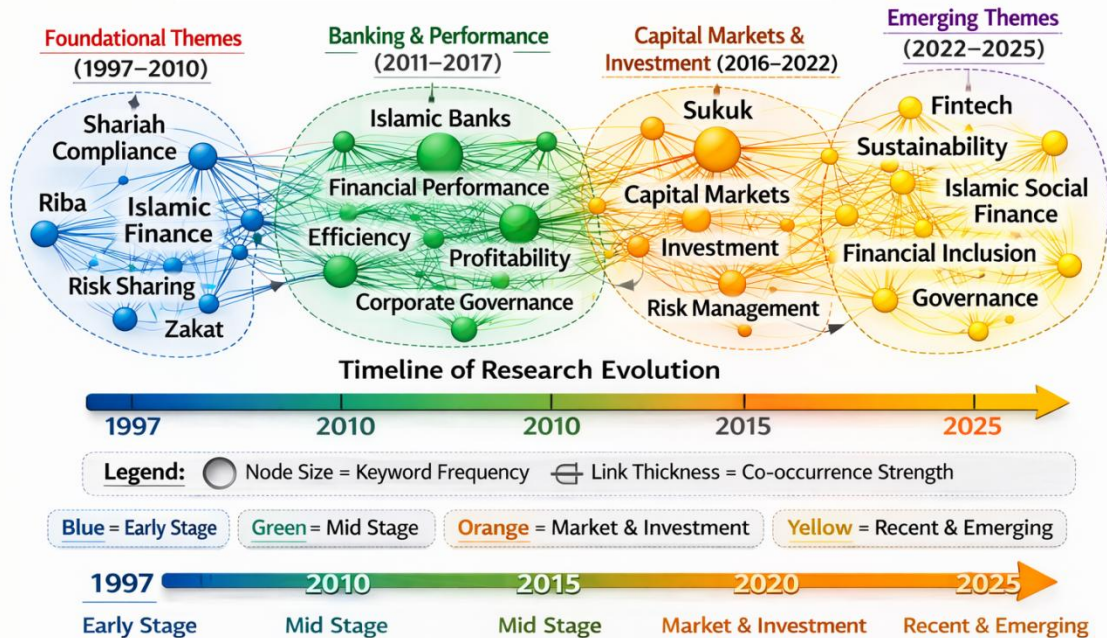 Foundational Themes
(1997–2010)
Banking & Performance
(2011–2017)
Capital Markets &
Investment (2016–2022)
Emerging Themes
(2022–2025)
Shariah
Compliance
Riba
Islamic
Finance
Risk Sharing
Zakat
Islamic Banks
Financial Performance
Efficiency
Profitability
Corporate Governance
Sukuk
Capital Markets
Investment
Risk Management
Fintech
Sustainability
Islamic Social
Finance
Financial Inclusion
Governance
Timeline of Research Evolution
1997 2010 2010 2015 2025
Legend: Node Size = Keyword Frequency Link Thickness = Co-occurrence Strength
Blue = Early Stage Green = Mid Stage Orange = Market & Investment Yellow = Recent & Emerging
1997 2010 2015 2020 2025
Early Stage Mid Stage Mid Stage Market & Investment Recent & Emerging